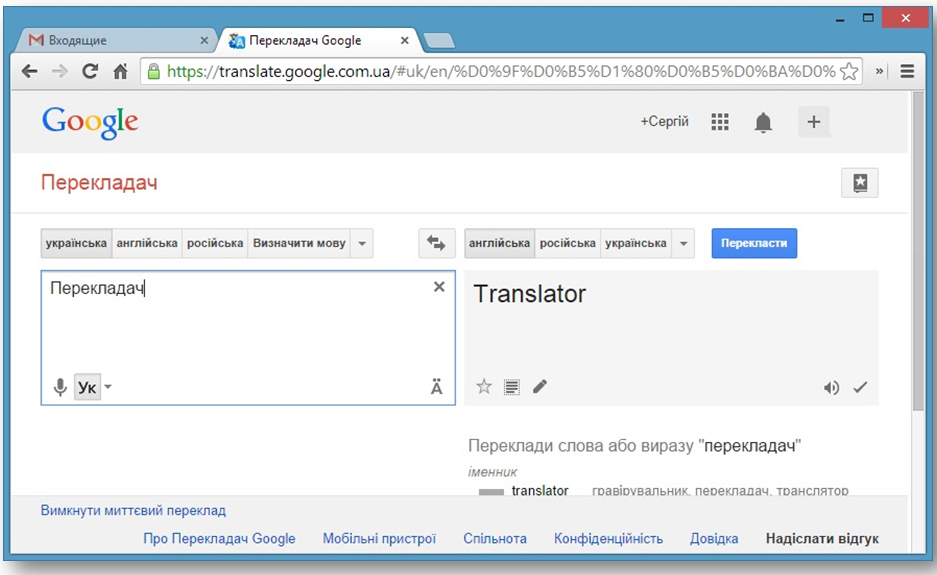 Входящие
Перекладач Google
https://translate.google.com.ua/#uk/en/%D0%9F%D0%B5%D1%80%D0%B5%D0%BA%D0%
Google
+Сергій
Перекладач
українська англійська російська Визначити мову
англійська російська українська
Перекласти
Перекладач
Translator
Ук
Ä
Переклади слова або виразу "перекладач"
іменник
translator гравірувальник, перекладач, транслятор
Вимкнути миттєвий переклад
Про Перекладач Google Мобільні пристрої Спільнота Конфіденційність Довідка Надіслати відгук